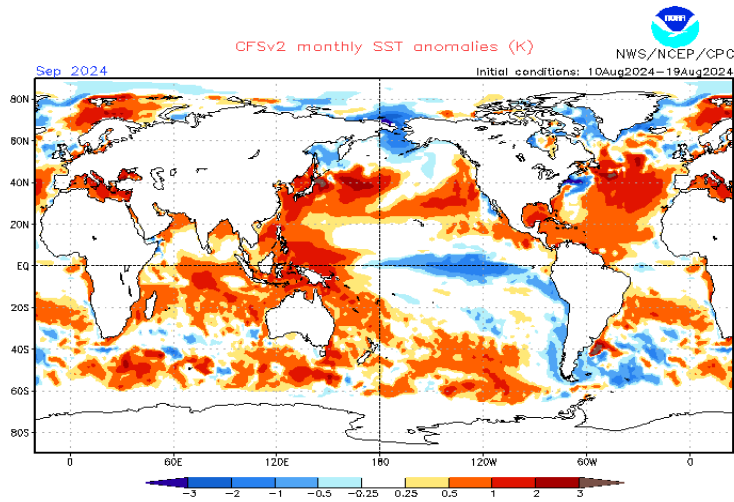 NOAA
CFSv2 monthly SST anomalies (K)
NWS/NCEP/CPC
Sep 2024
Initial conditions: 10Aug2024-19Aug2024
80N
60N
40N
20N
EQ
20S
40S
60S
80S
0 60E 120E 180 120W 60W 0
-3 -2 -1 -0.5 -0.25 0.25 0.5 1 2 3